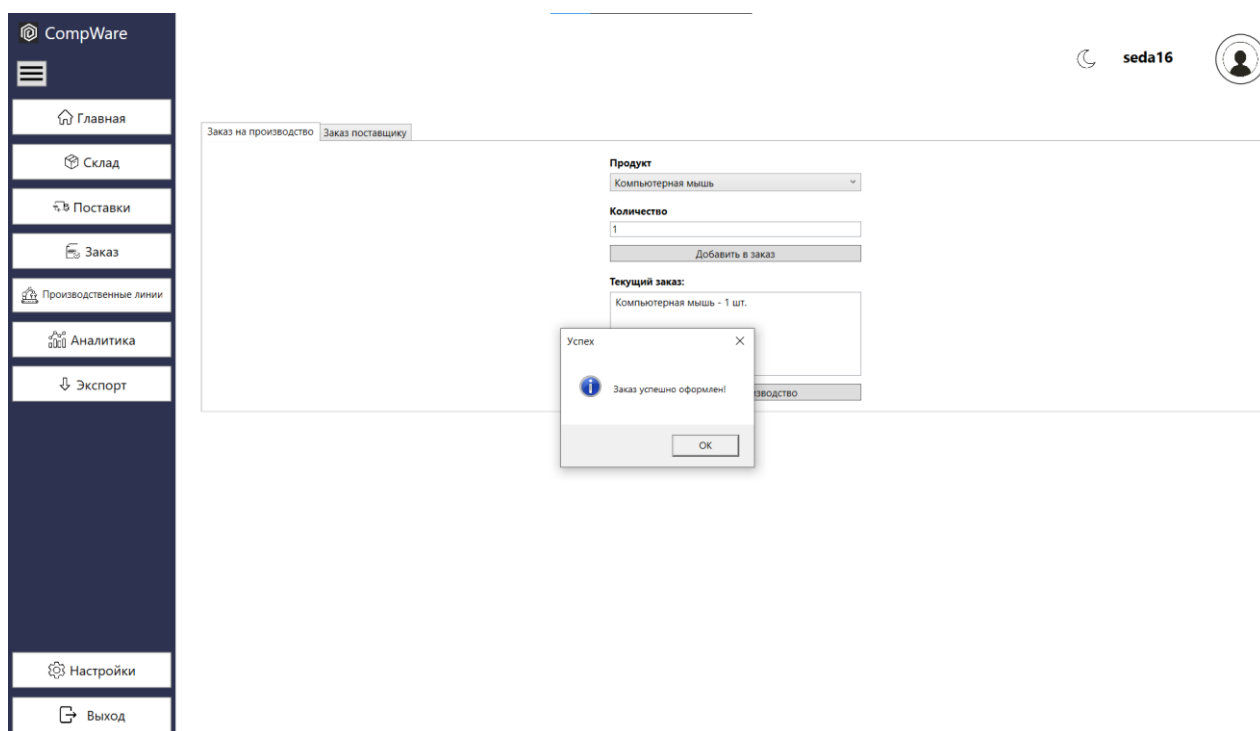 CompWare
seda16
Главная
Склад
Поставки
Заказ
Производственные линии
Аналитика
Экспорт
Настройки
Выход
Заказ на производство
Заказ поставщику
Продукт
Компьютерная мышь
Количество
1
Добавить в заказ
Текущий заказ:
Компьютерная мышь - 1 шт.
Успех
Заказ успешно оформлен!
OK